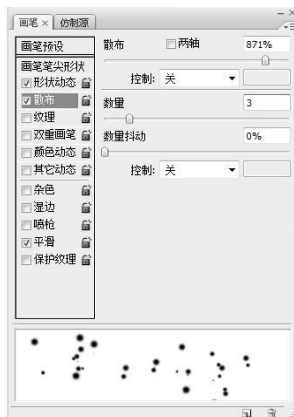 画笔 × 仿制源
画笔预设
散布 两轴 871%
画笔笔尖形状
形状动态
控制: 关
散布
数量 3
纹理
双重画笔
数量抖动 0%
颜色动态
其它动态
控制: 关
杂色
湿边
喷枪
平滑
保护纹理